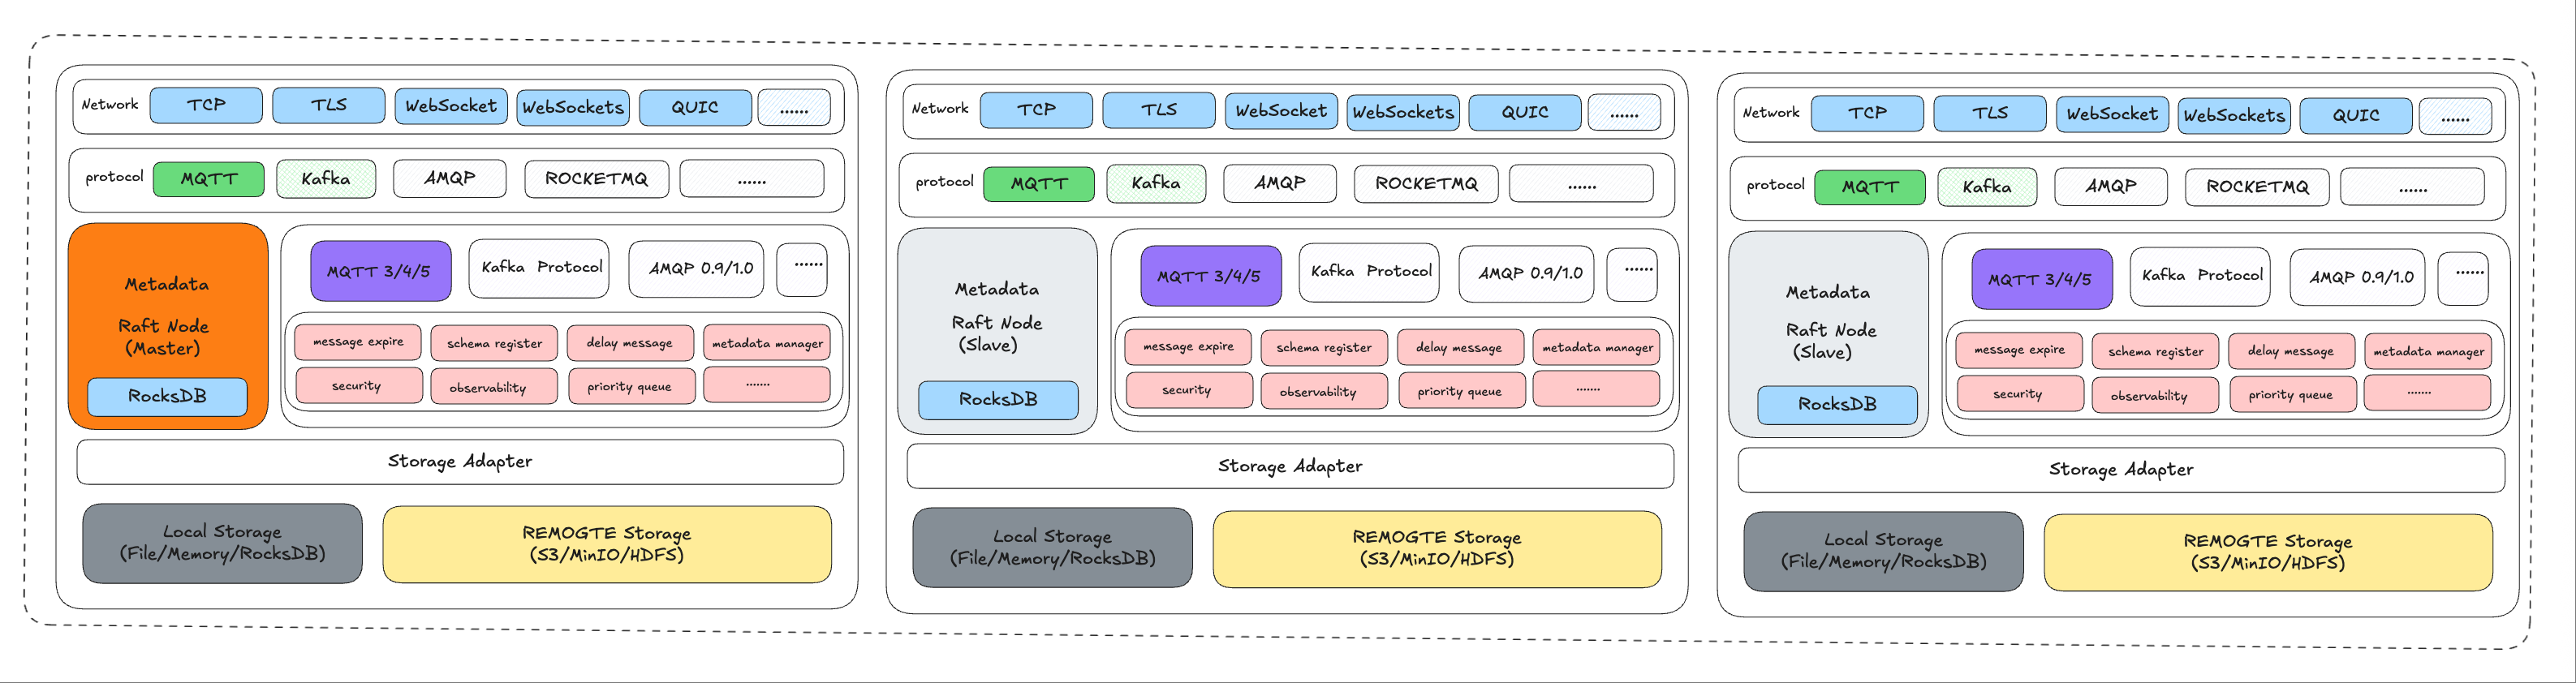 Network TCP TLS WebSocket WebSockets QUIC ......
protocol MQTT Kafka AMQP ROCKETMQ ......
Metadata
Raft Node
(Master)
RocksDB
MQTT 3/4/5 Kafka Protocol AMQP 0.9/1.0 ......
message expire schema register delay message metadata manager
security observability priority queue .......
Storage Adapter
Local Storage
(File/Memory/RocksDB)
REMOGTE Storage
(S3/MinIO/HDFS)
Network TCP TLS WebSocket WebSockets QUIC ......
protocol MQTT Kafka AMQP ROCKETMQ ......
Metadata
Raft Node
(Slave)
RocksDB
MQTT 3/4/5 Kafka Protocol AMQP 0.9/1.0 ......
message expire schema register delay message metadata manager
security observability priority queue .......
Storage Adapter
Local Storage
(File/Memory/RocksDB)
REMOGTE Storage
(S3/MinIO/HDFS)
Network TCP TLS WebSocket WebSockets QUIC ......
protocol MQTT Kafka AMQP ROCKETMQ ......
Metadata
Raft Node
(Slave)
RocksDB
MQTT 3/4/5 Kafka Protocol AMQP 0.9/1.0 ......
message expire schema register delay message metadata manager
security observability priority queue .......
Storage Adapter
Local Storage
(File/Memory/RocksDB)
REMOGTE Storage
(S3/MinIO/HDFS)